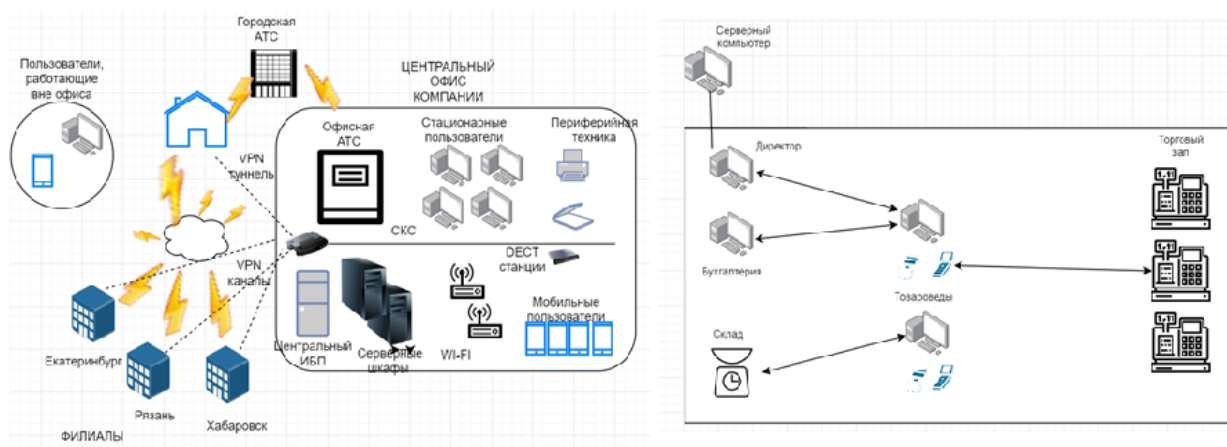 Городская
АТС
Пользователи,
работающие
вне офиса
ЦЕНТРАЛЬНЫЙ
ОФИС
КОМПАНИИ
Офисная
АТС
Стационарные
пользователи
Периферийная
техника
VPN
туннель
СКС
DECT
станции
VPN
каналы
Мобильные
пользователи
Центральный
ИБП
Серверные
шкафы
WI-FI
Екатеринбург
Рязань
Хабаровск
ФИЛИАЛЫ
Серверный
компьютер
Директор
Торговый
зал
Бухгалтерия
Товароведы
Склад